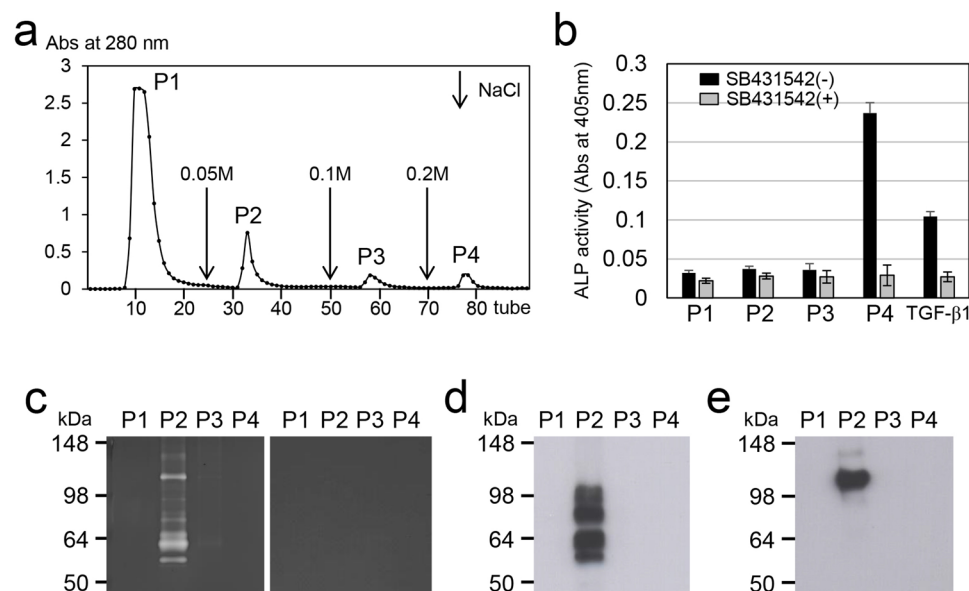 a
Abs at 280 nm
3
2.5
2
1.5
1
0.5
0
P1
NaCl
0.05M
0.1M
0.2M
P2
P3
P4
10 20 30 40 50 60 70 80 tube
b
ALP activity (Abs at 405nm)
0.3
0.25
0.2
0.15
0.1
0.05
0
SB431542(-)
SB431542(+)
P1 P2 P3 P4 TGF-β1
c
kDa P1 P2 P3 P4 P1 P2 P3 P4
148
98
64
50
d
kDa P1 P2 P3 P4
148
98
64
50
e
kDa P1 P2 P3 P4
148
98
64
50